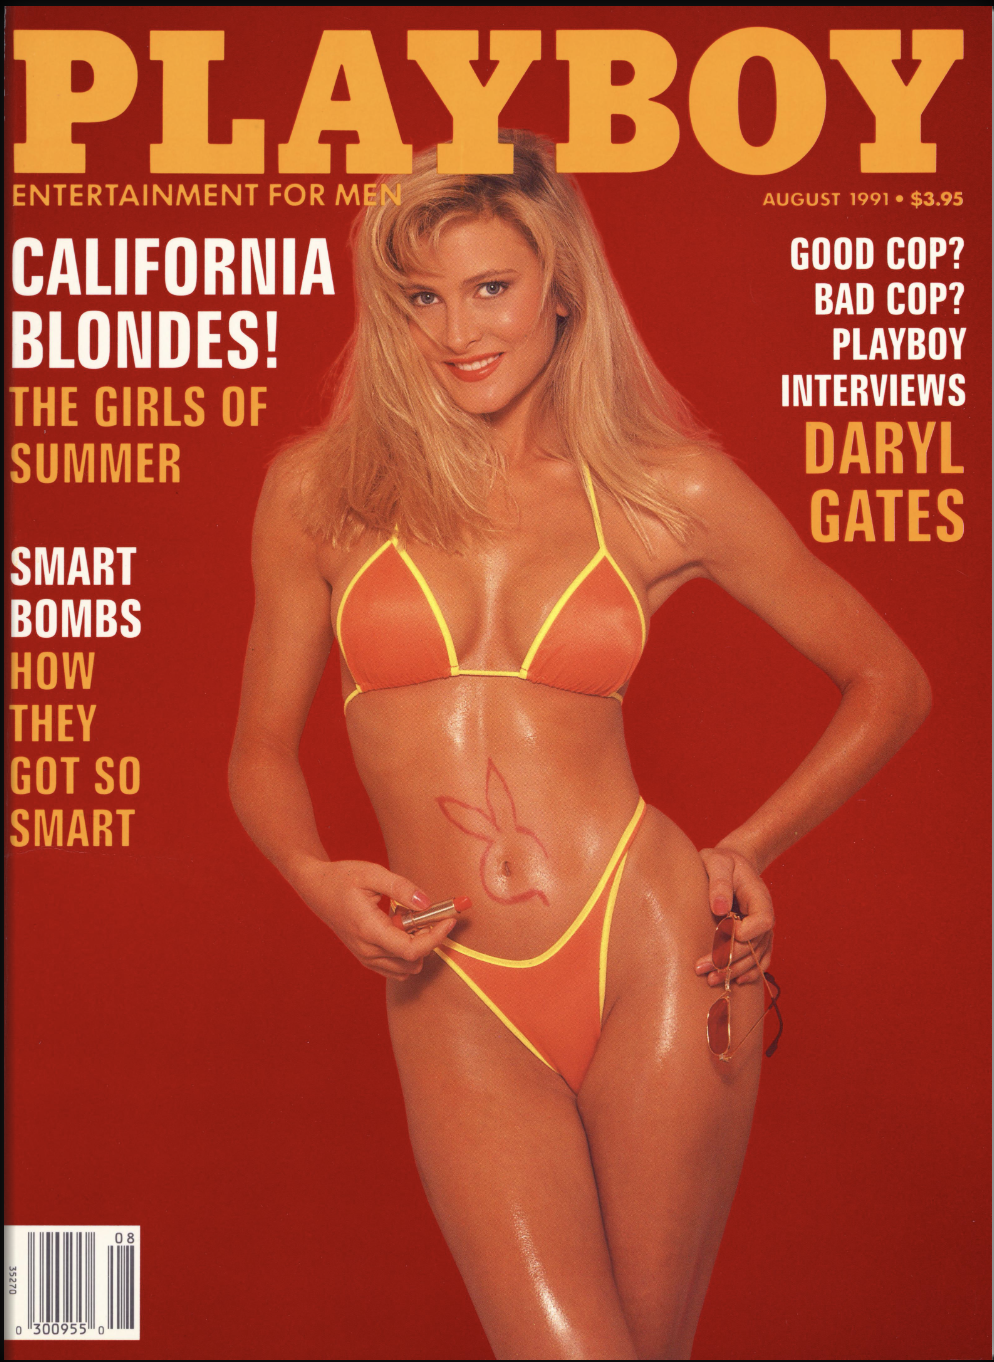 PLAYBOY
ENTERTAINMENT FOR MEN
AUGUST 1991 • $3.95
CALIFORNIA
BLONDES!
THE GIRLS OF
SUMMER
SMART
BOMBS
HOW
THEY
GOT SO
SMART
GOOD COP?
BAD COP?
PLAYBOY
INTERVIEWS
DARYL
GATES
08
35270
0 300955 0